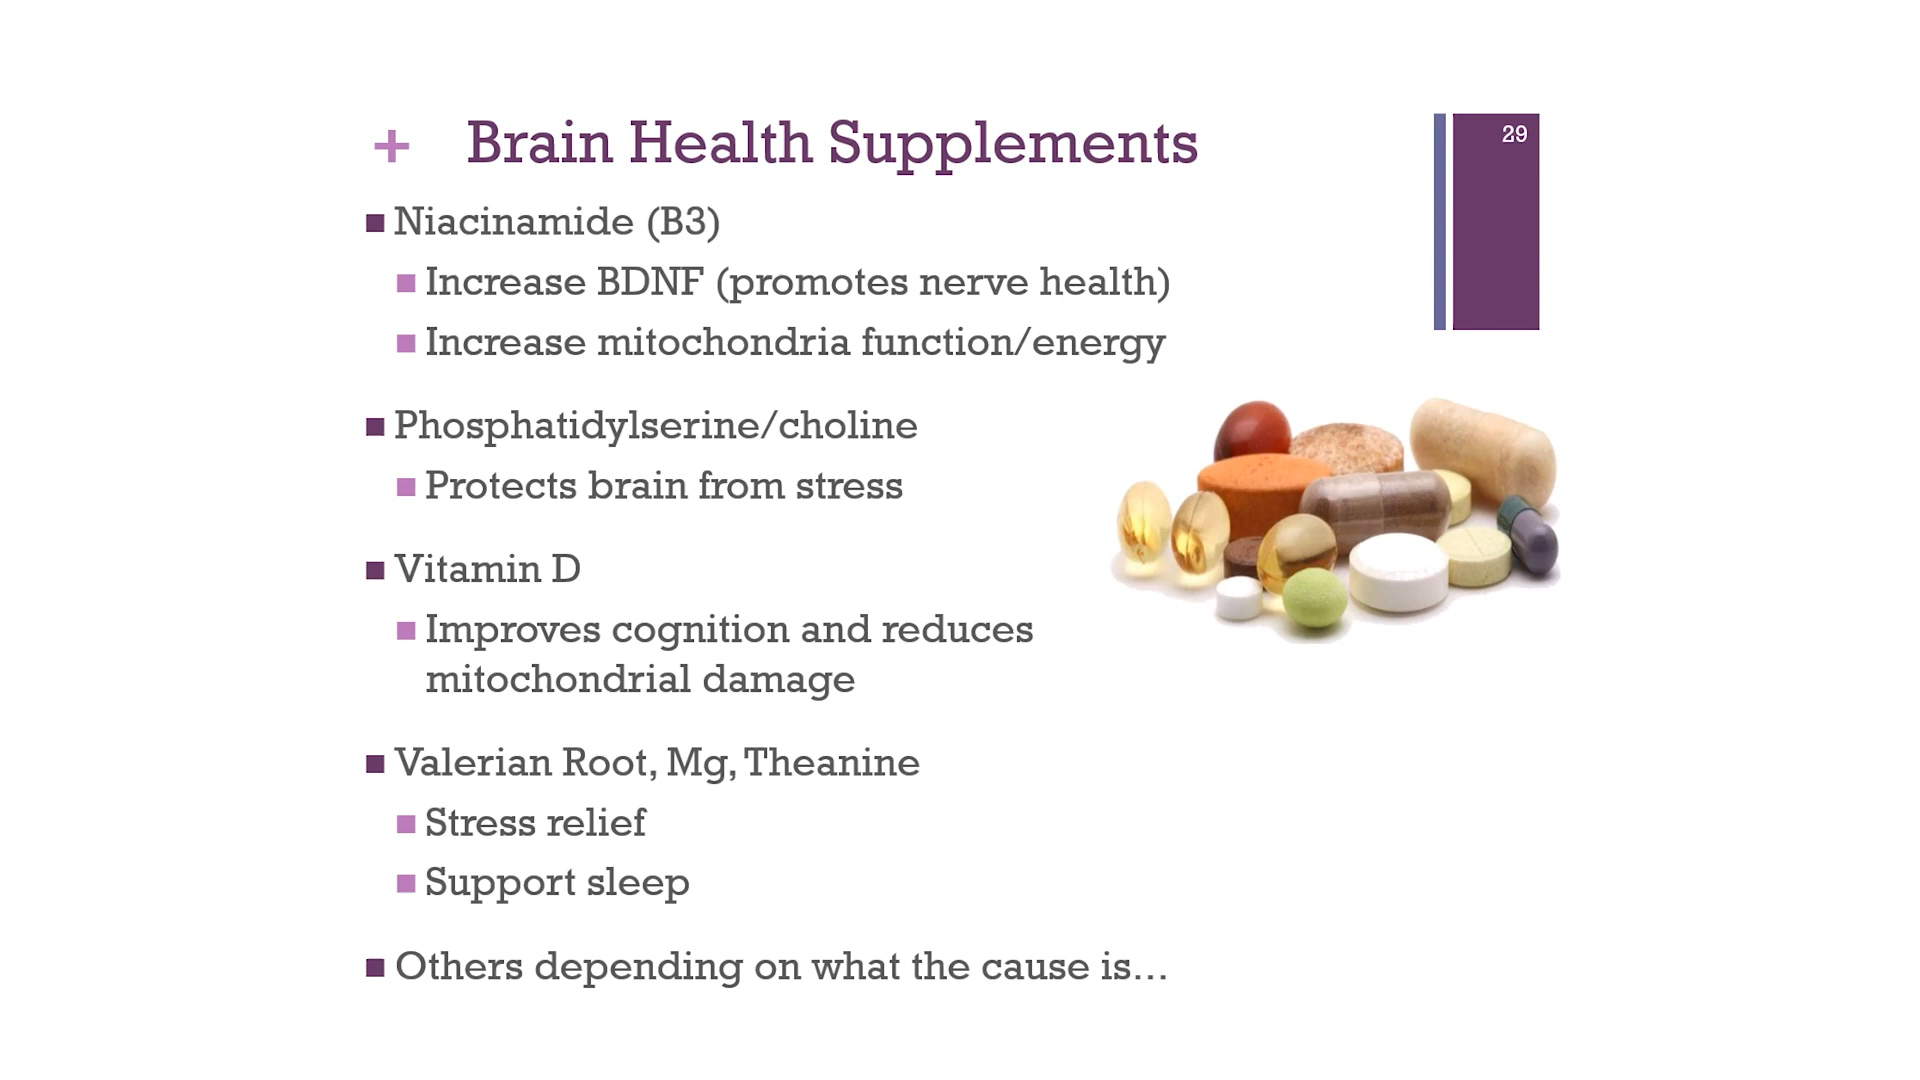 + Brain Health Supplements
29
Niacinamide (B3)
Increase BDNF (promotes nerve health)
Increase mitochondria function/energy
Phosphatidylserine/choline
Protects brain from stress
Vitamin D
Improves cognition and reduces
mitochondrial damage
Valerian Root, Mg, Theanine
Stress relief
Support sleep
Others depending on what the cause is...